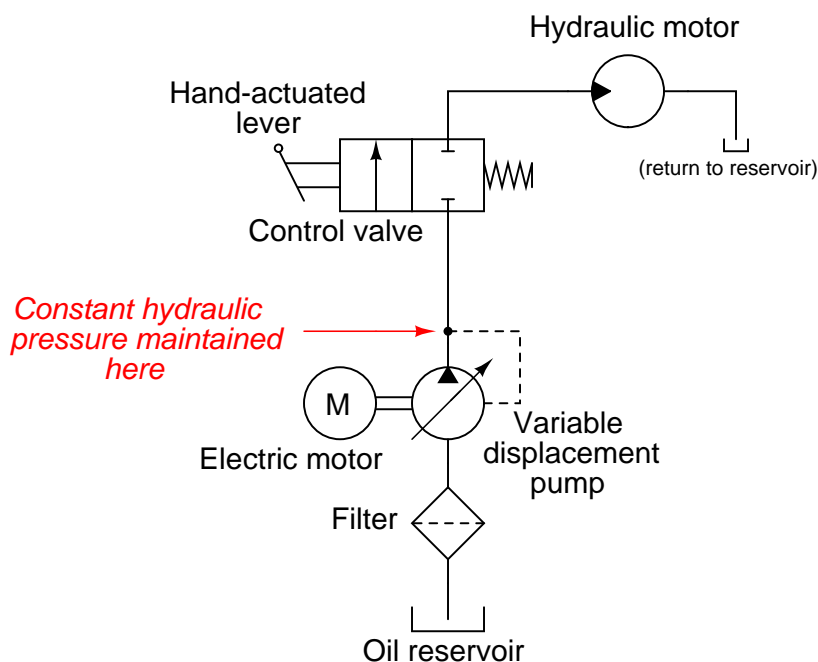 Hydraulic motor
Hand-actuated
lever
(return to reservoir)
Control valve
Constant hydraulic
pressure maintained
here
M
Variable
displacement
pump
Electric motor
Filter
Oil reservoir